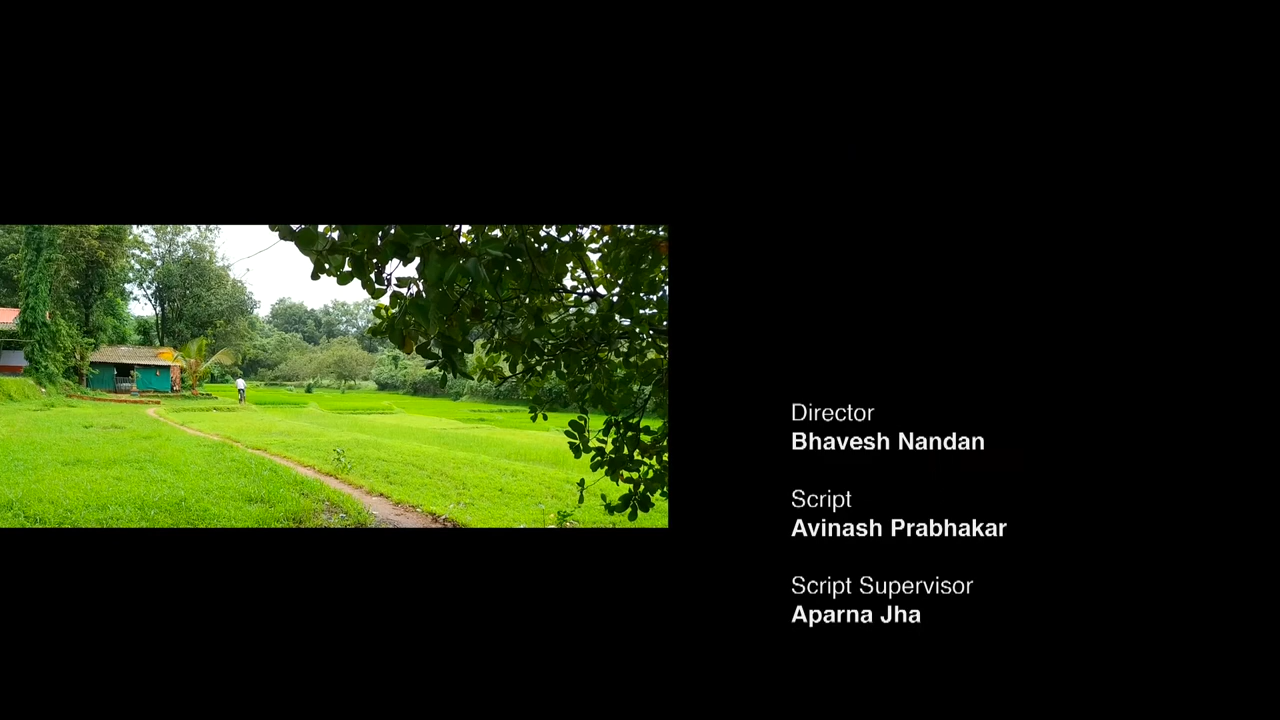 Director
Bhavesh Nandan
Script
Avinash Prabhakar
Script Supervisor
Aparna Jha